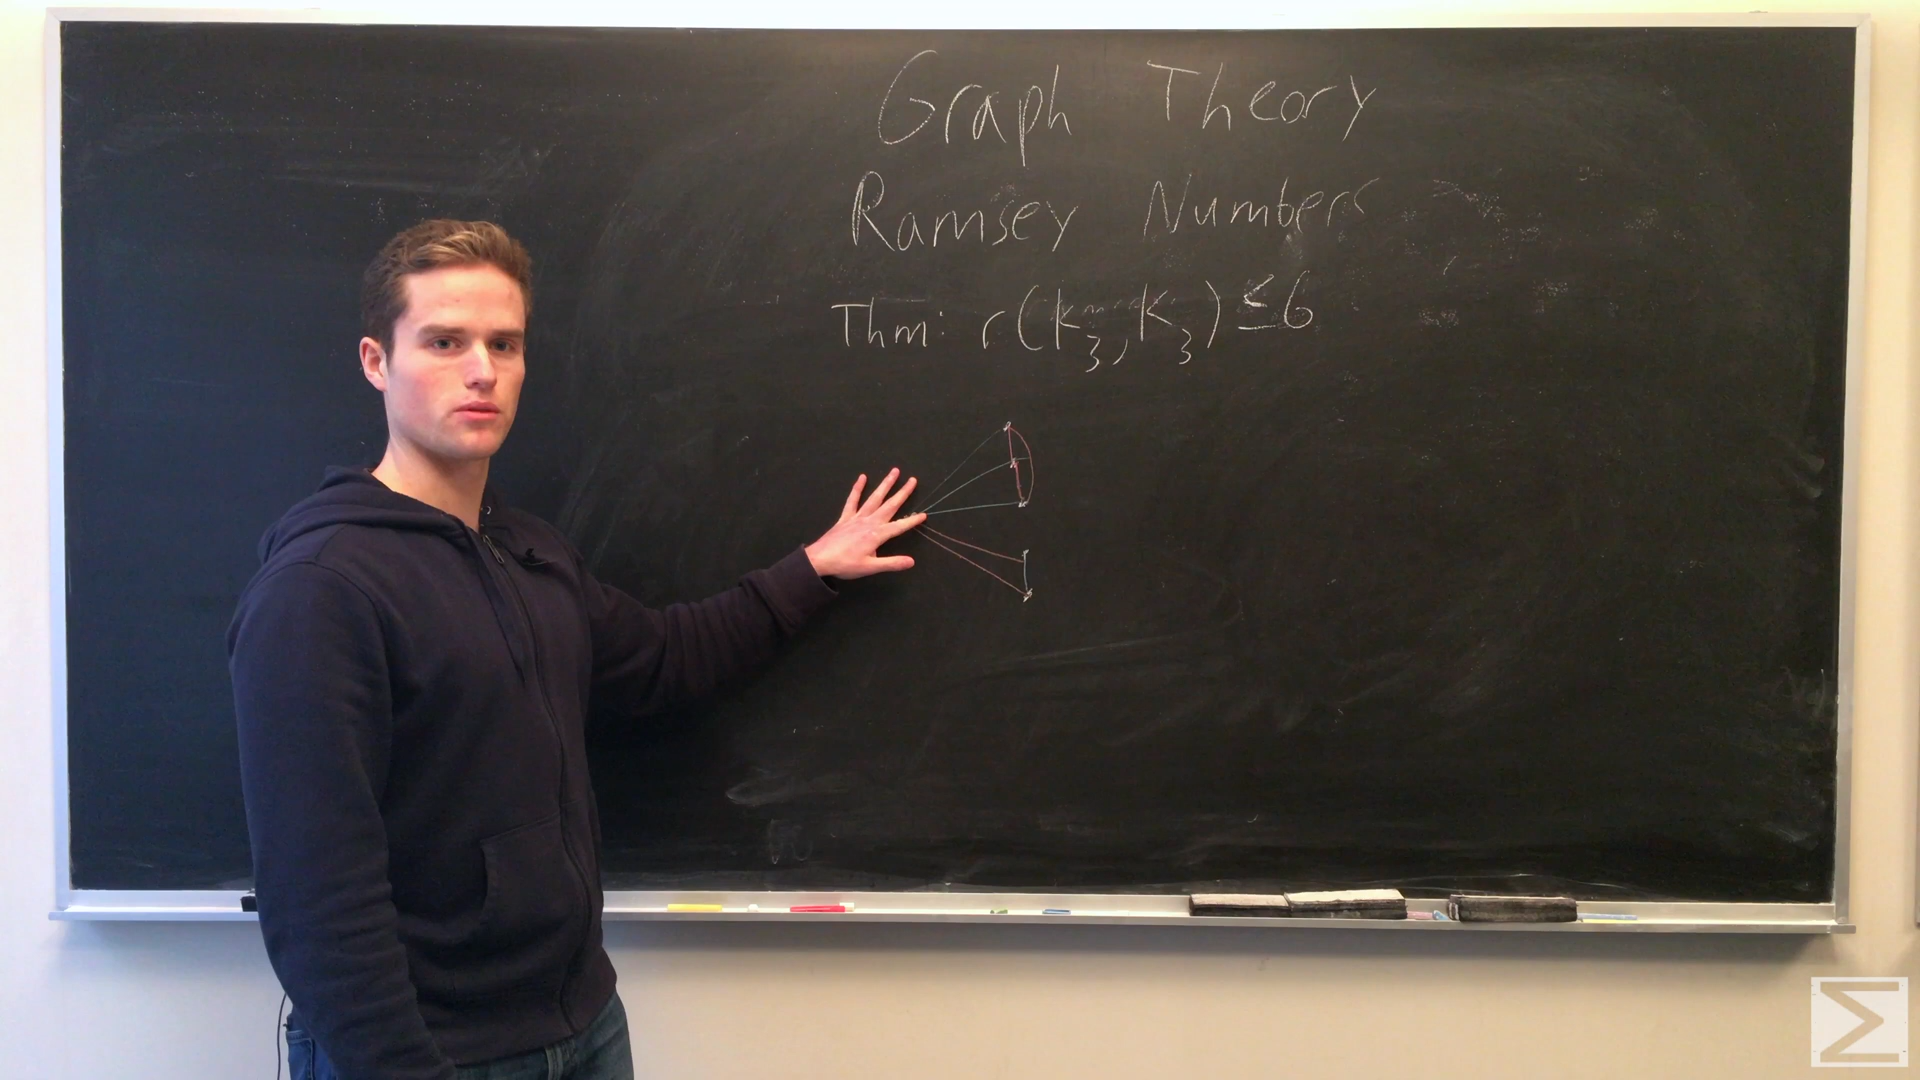 Graph Theory
Ramsey Numbers
Thm: r(K₃,K₃) ≤6
Σ